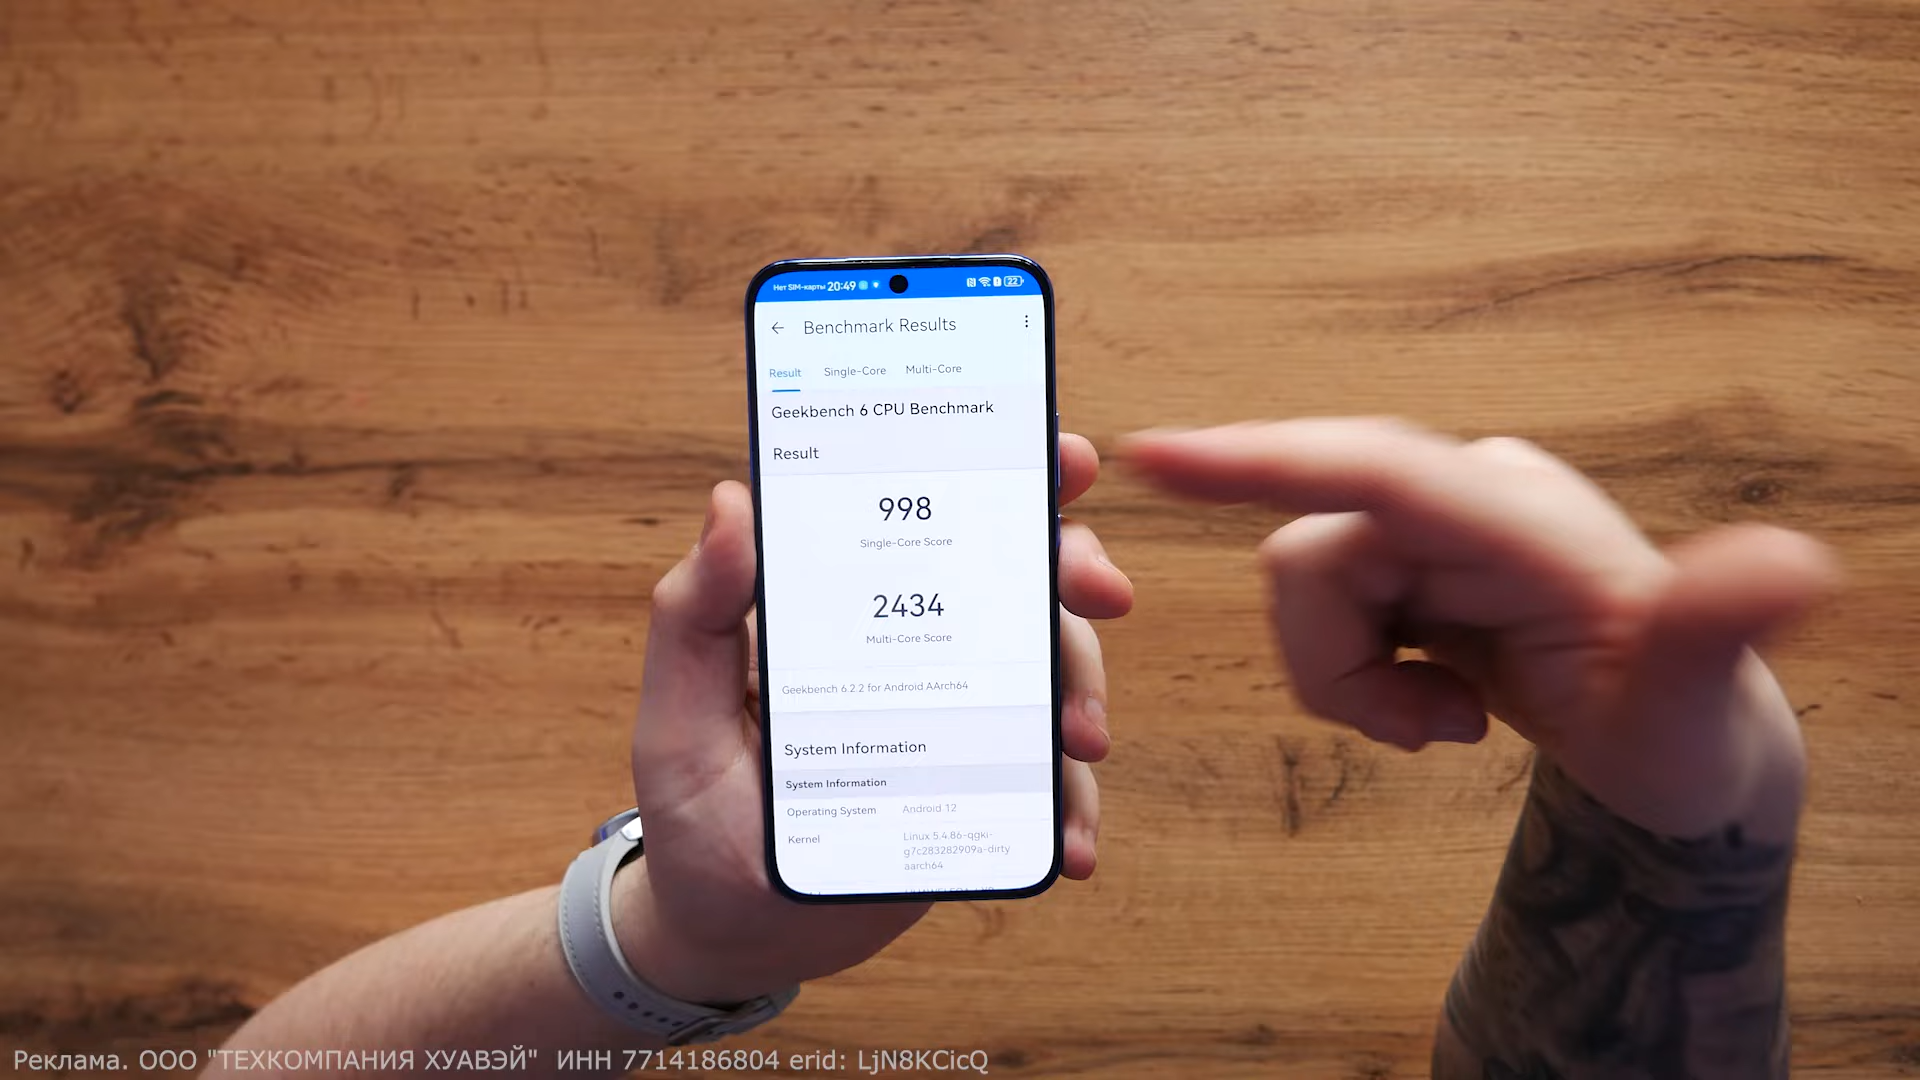 Нет SIM-карты 20:49 22
Benchmark Results
Result Single-Core Multi-Core
Geekbench 6 CPU Benchmark
Result
998
Single-Core Score
2434
Multi-Core Score
Geekbench 6.2.2 for Android AArch64
System Information
System Information
Operating System Android 12
Kernel Linux 5.4.86-qgki-
g7c283282909a-dirty
aarch64
Реклама. ООО "ТЕХКОМПАНИЯ ХУАВЭЙ" ИНН 7714186804 erid: LjN8KCicQ